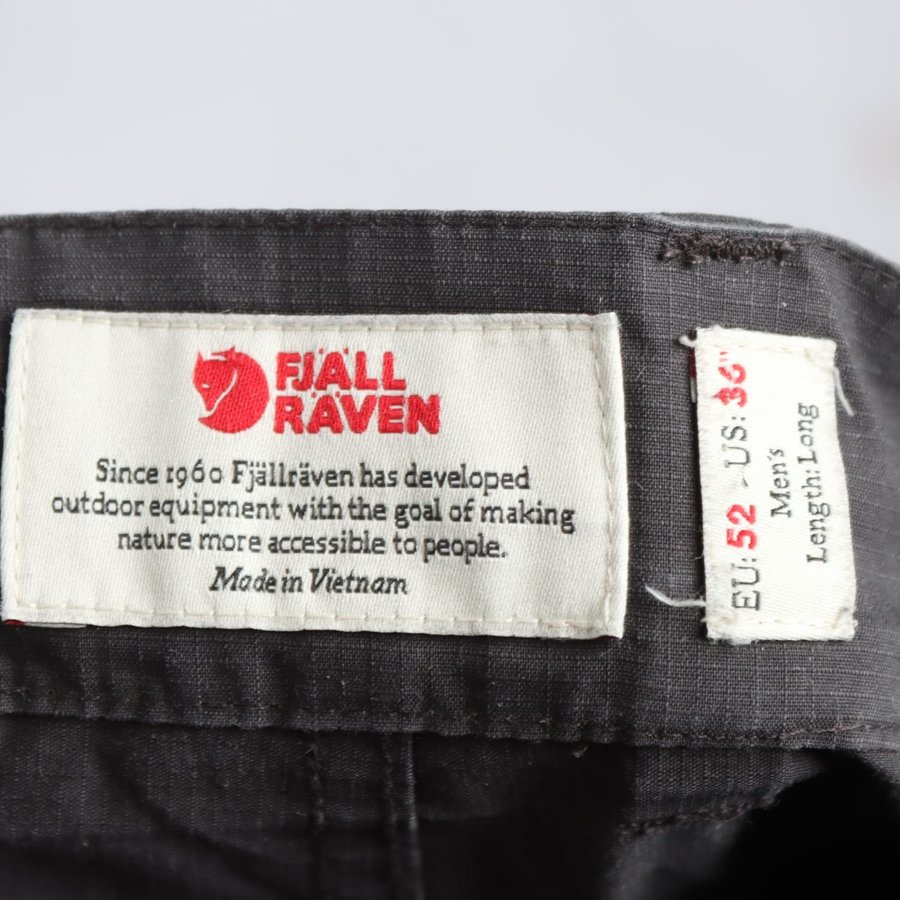 FJÄLL
RÄVEN
Since 1960 Fjällräven has developed
outdoor equipment with the goal of making
nature more accessible to people.
Made in Vietnam
EU: 52 - US: 36"
Men's
Length: Long